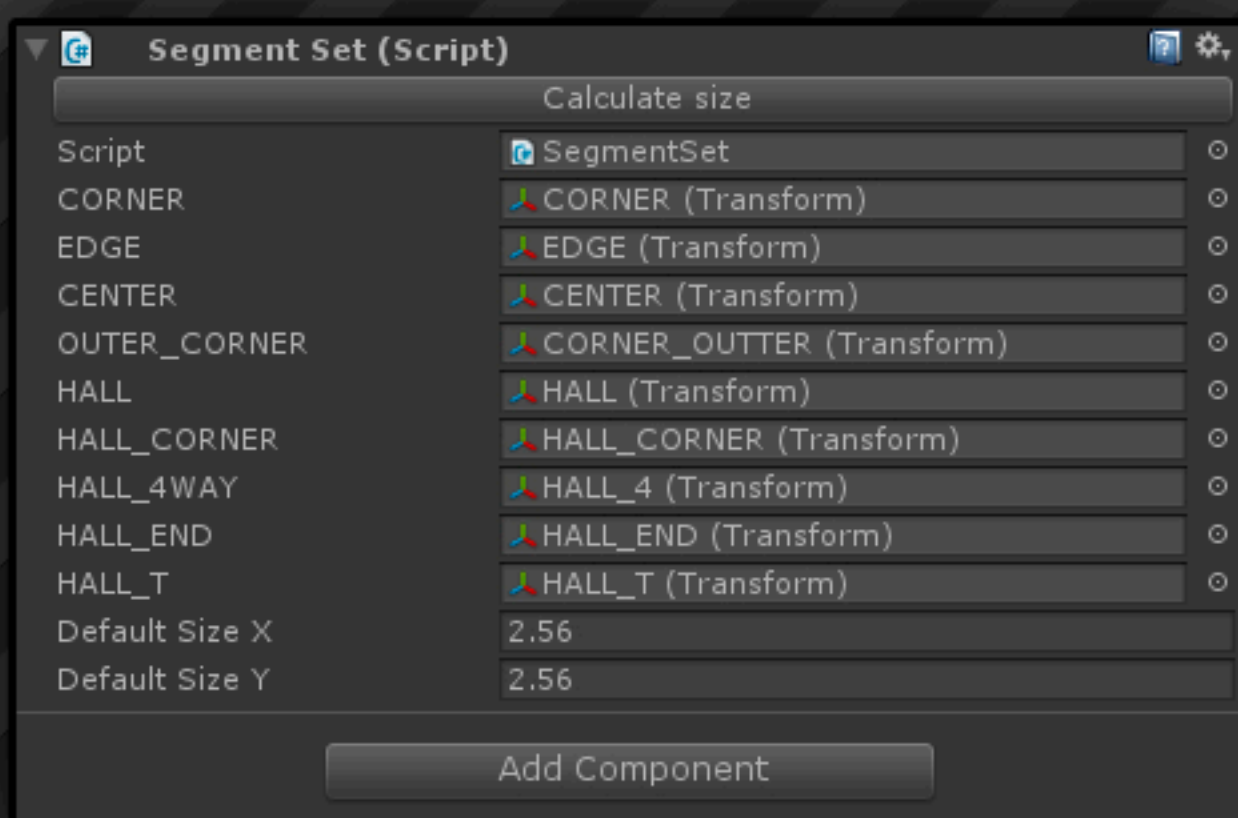 Segment Set (Script)
Calculate size
Script SegmentSet
CORNER CORNER (Transform)
EDGE EDGE (Transform)
CENTER CENTER (Transform)
OUTER_CORNER CORNER_OUTTER (Transform)
HALL HALL (Transform)
HALL_CORNER HALL_CORNER (Transform)
HALL_4WAY HALL_4 (Transform)
HALL_END HALL_END (Transform)
HALL_T HALL_T (Transform)
Default Size X 2.56
Default Size Y 2.56
Add Component